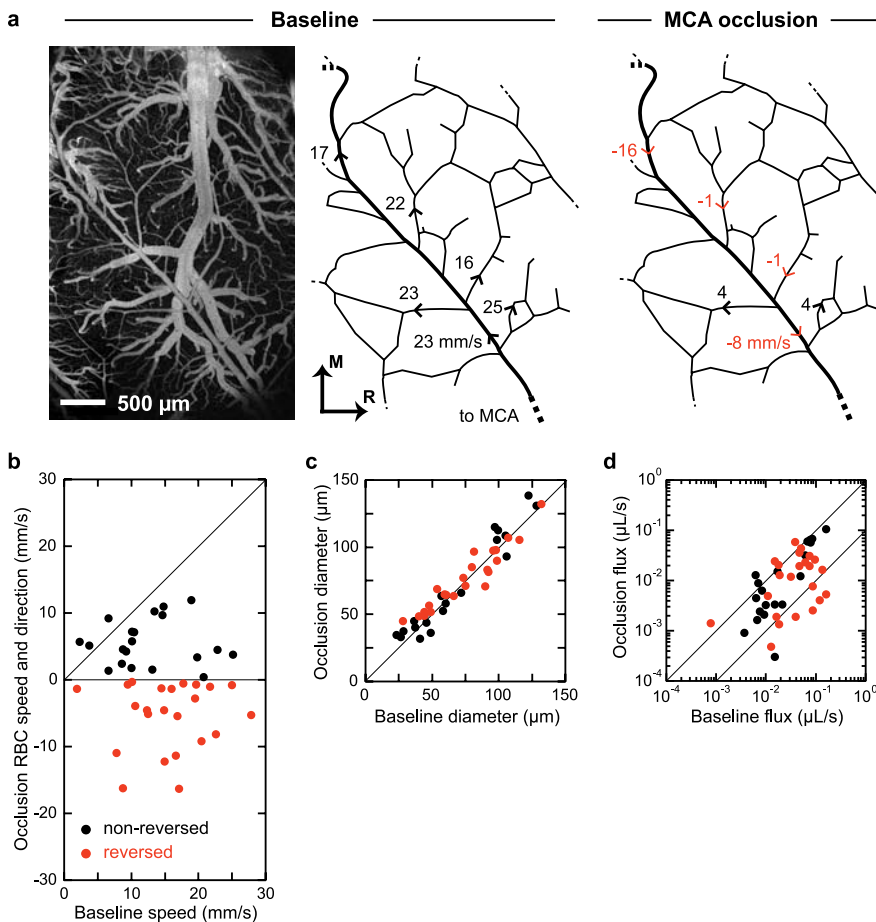 a
Baseline
MCA occlusion
500 µm
17
22
16
23
25
23 mm/s
M
R
to MCA
-16
-1
-1
4
4
-8 mm/s
b
30
20
10
0
-10
-20
-30
0 10 20 30
Occlusion RBC speed and direction (mm/s)
Baseline speed (mm/s)
non-reversed
reversed
c
150
100
50
0
0 50 100 150
Occlusion diameter (µm)
Baseline diameter (µm)
d
10⁰
10⁻¹
10⁻²
10⁻³
10⁻⁴
10⁻⁴ 10⁻³ 10⁻² 10⁻¹ 10⁰
Occlusion flux (µL/s)
Baseline flux (µL/s)